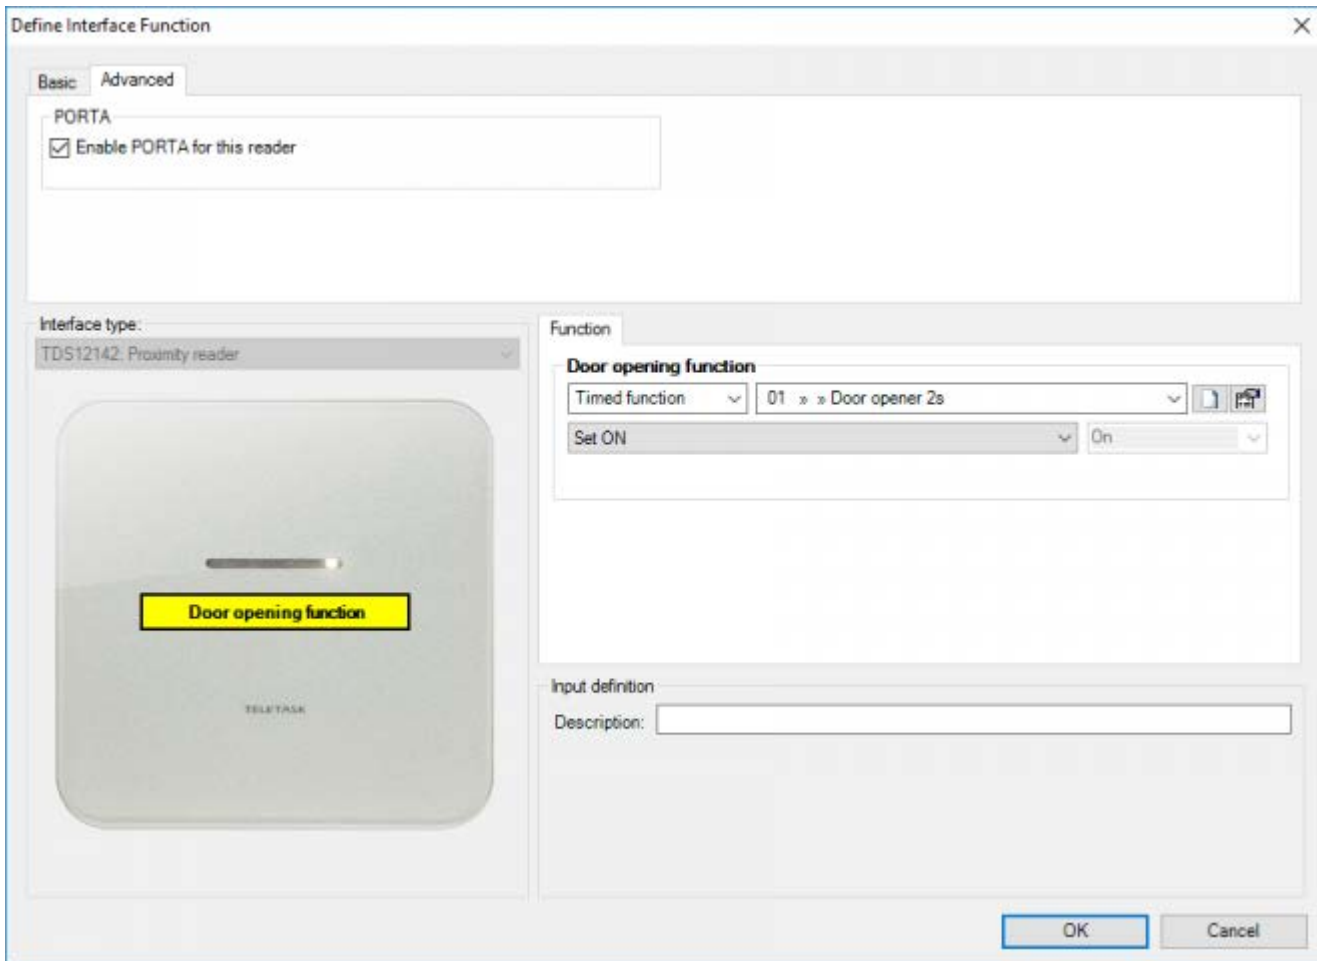 Define Interface Function
Basic Advanced
PORTA
Enable PORTA for this reader
Interface type:
TDS12142: Proximity reader
Door opening function
TELETASK
Function
Door opening function
Timed function 01 » » Door opener 2s
Set ON On
Input definition
Description:
OK Cancel